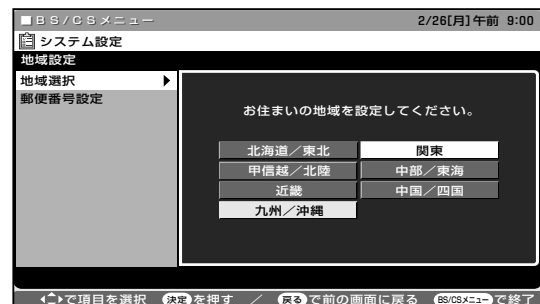 ■BS/CSメニュー 2/26[月]午前 9:00
システム設定
地域設定
地域選択 ▶
郵便番号設定
お住まいの地域を設定してください。
北海道/東北 関東
甲信越/北陸 中部/東海
近畿 中国/四国
九州/沖縄
で項目を選択 決定を押す / 戻るで前の画面に戻る BS/CSメニューで終了